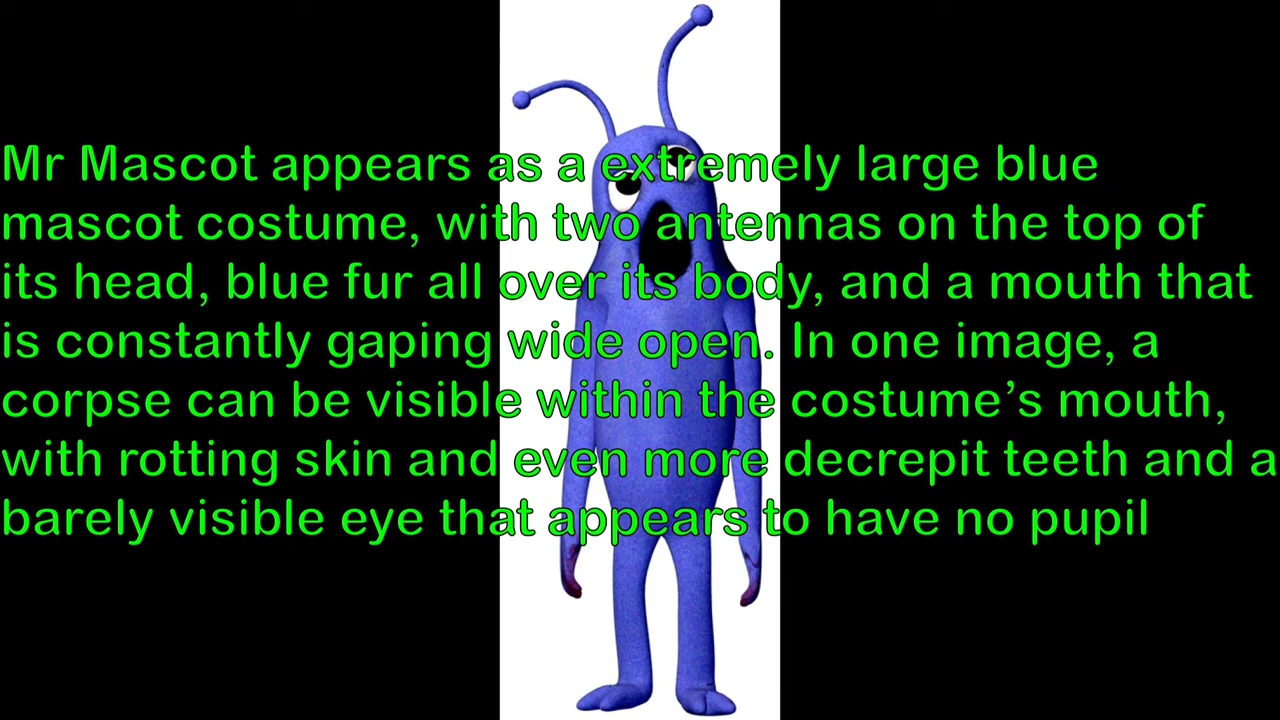 Mr Mascot appears as a extremely large blue
mascot costume, with two antennas on the top of
its head, blue fur all over its body, and a mouth that
is constantly gaping wide open. In one image, a
corpse can be visible within the costume’s mouth,
with rotting skin and even more decrepit teeth and a
barely visible eye that appears to have no pupil